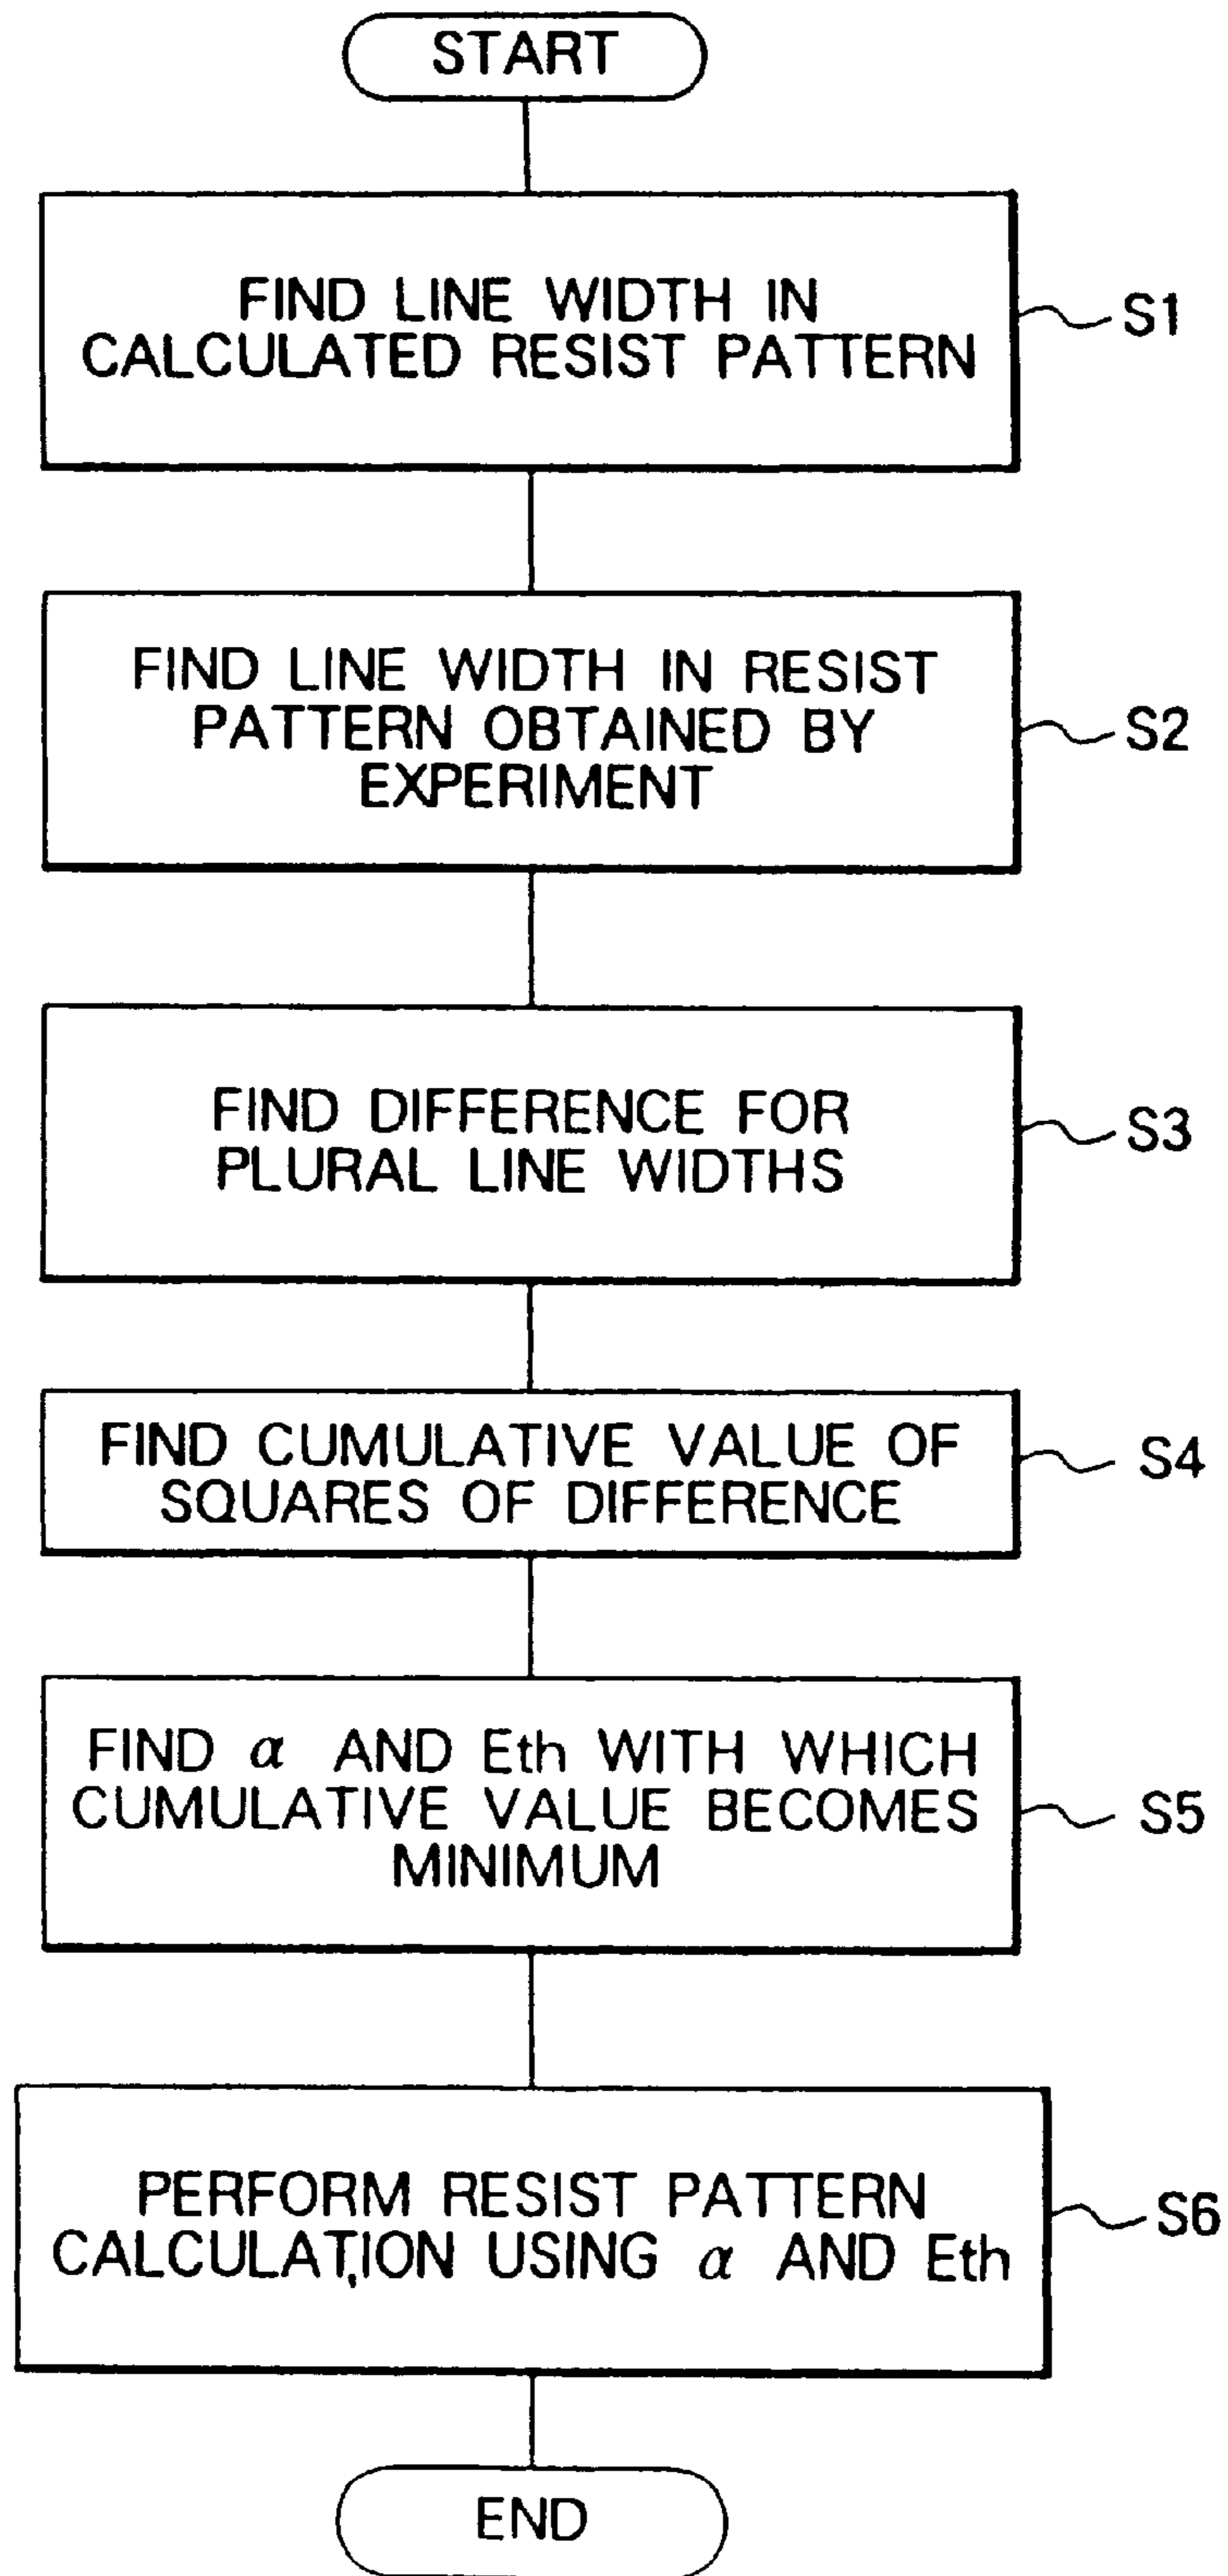 START
FIND LINE WIDTH IN
CALCULATED RESIST PATTERN
S1
FIND LINE WIDTH IN RESIST
PATTERN OBTAINED BY
EXPERIMENT
S2
FIND DIFFERENCE FOR
PLURAL LINE WIDTHS
S3
FIND CUMULATIVE VALUE OF
SQUARES OF DIFFERENCE
S4
FIND α AND Eth WITH WHICH
CUMULATIVE VALUE BECOMES
MINIMUM
S5
PERFORM RESIST PATTERN
CALCULATION USING α AND Eth
S6
END